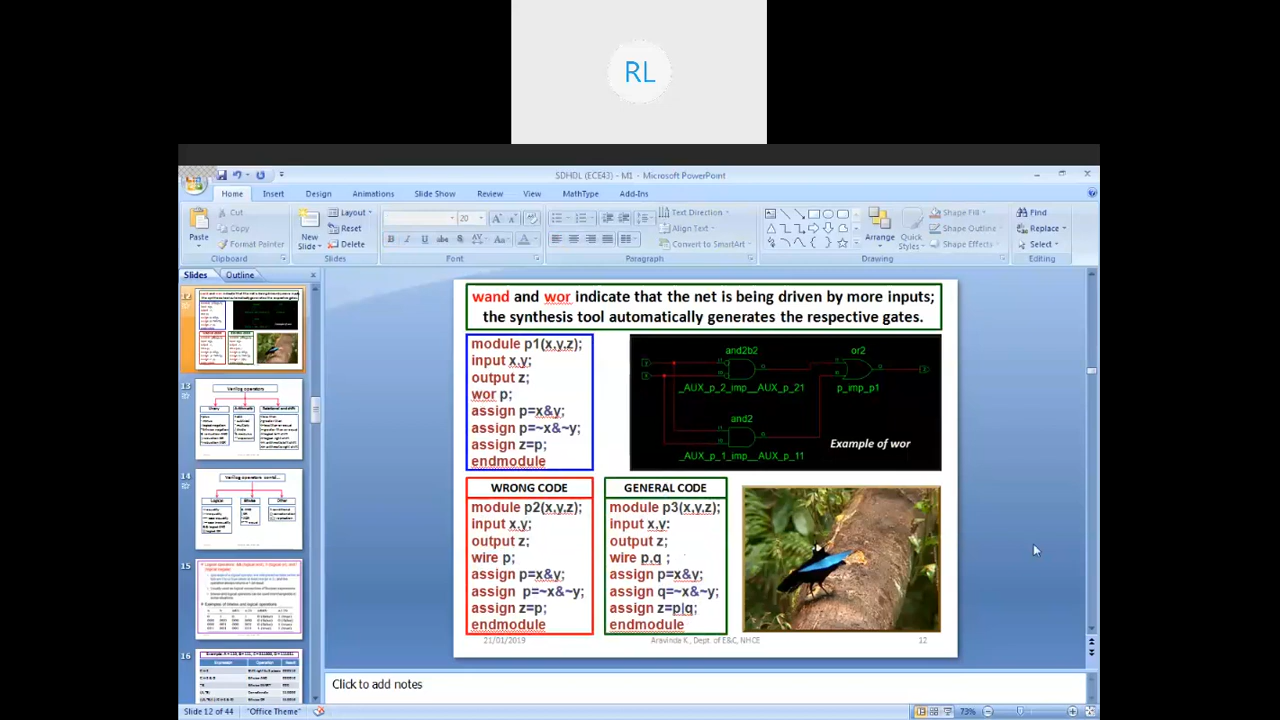 RL
SDHDL (ECE43) - M1 - Microsoft PowerPoint
Home Insert Design Animations Slide Show Review View MathType Add-Ins
Cut
Copy
Format Painter
Paste
Clipboard
New Slide
Layout
Reset
Delete
Slides
20
Font
Text Direction
Align Text
Convert to SmartArt
Paragraph
Arrange
Quick Styles
Shape Fill
Shape Outline
Shape Effects
Drawing
Find
Replace
Select
Editing
Slides Outline
12
13
Verilog operators
14
15
16
wand and wor indicate that the net is being driven by more inputs;
the synthesis tool automatically generates the respective gates.
module p1(x,y,z);
input x,y;
output z;
wor p;
assign p=x&y;
assign p=~x&~y;
assign z=p;
endmodule
and2b2
or2
_AUX_p_2_imp__AUX_p_21
p_imp_p1
and2
_AUX_p_1_imp__AUX_p_11
Example of wor
WRONG CODE
module p2(x,y,z);
input x,y;
output z;
wire p;
assign p=x&y;
assign p=~x&~y;
assign z=p;
endmodule
GENERAL CODE
module p3(x,y,z);
input x,y;
output z;
wire p,q ;
assign p=x&y;
assign q=~x&~y;
assign z=p|q;
endmodule
21/01/2019
Aravinda K., Dept. of E&C, NHCE
12
Click to add notes
Slide 12 of 44
"Office Theme"
73%